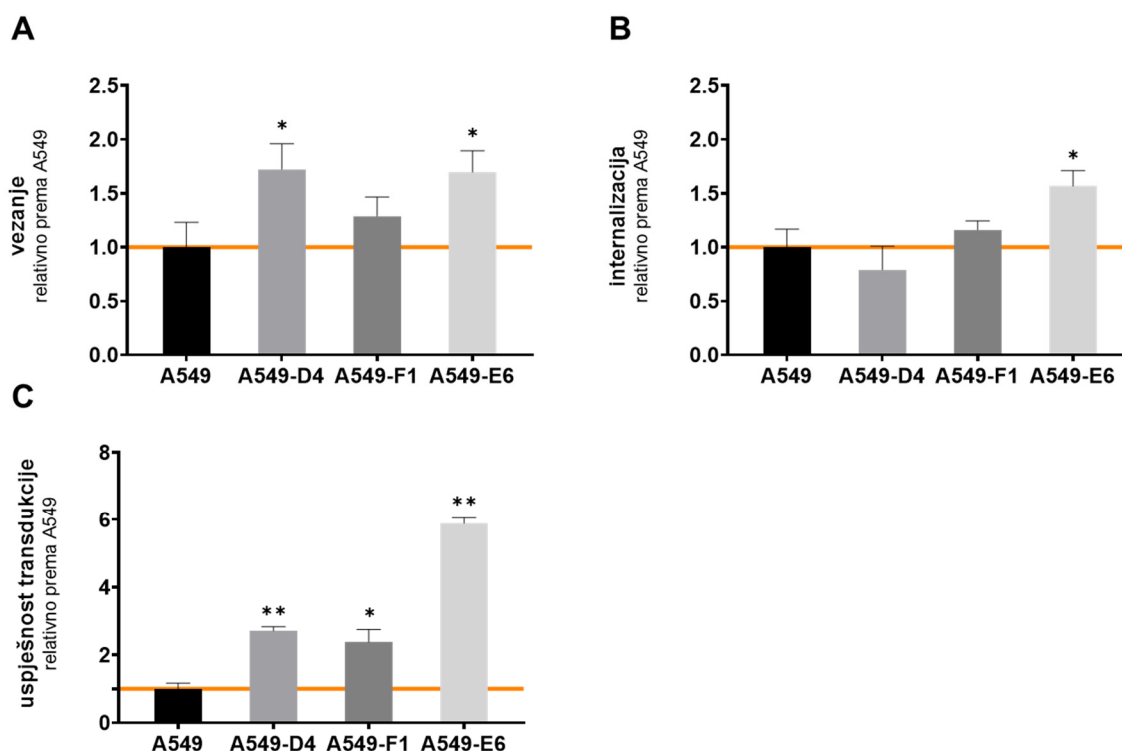 A
vezanje
relativno prema A549
2.5
2.0
1.5
1.0
0.5
0.0
*
*
A549 A549-D4 A549-F1 A549-E6
B
internalizacija
relativno prema A549
2.5
2.0
1.5
1.0
0.5
0.0
*
A549 A549-D4 A549-F1 A549-E6
C
uspješnost transdukcije
relativno prema A549
8
6
4
2
0
**
*
**
A549 A549-D4 A549-F1 A549-E6